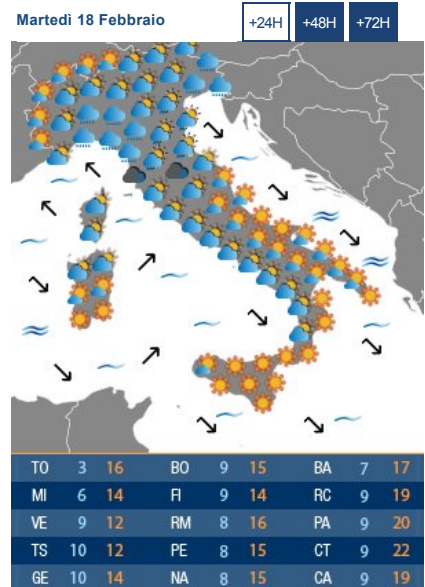 Martedì 18 Febbraio +24H +48H +72H
TO 3 16 BO 9 15 BA 7 17
MI 6 14 FI 9 14 RC 9 19
VE 9 12 RM 8 16 PA 9 20
TS 10 12 PE 8 15 CT 9 22
GE 10 14 NA 8 15 CA 9 19